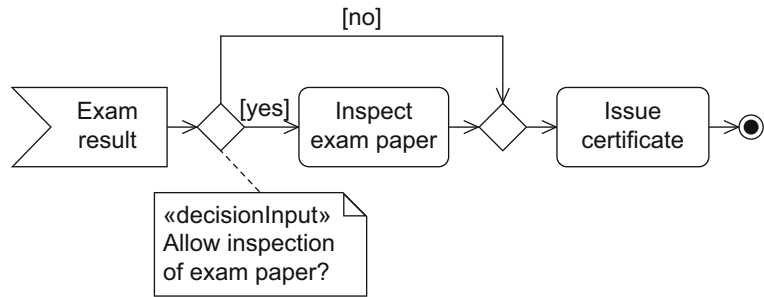 [no]
Exam
result
[yes]
Inspect
exam paper
Issue
certificate
«decisionInput»
Allow inspection
of exam paper?